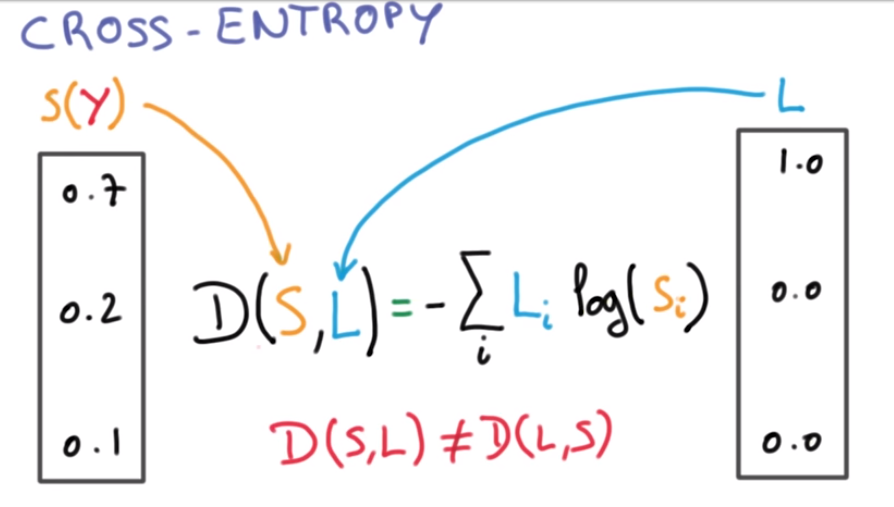 CROSS-ENTROPY
S(Y)
L
0.7
0.2
0.1
D(S,L) = -∑i Li log(Si)
1.0
0.0
0.0
D(S,L) ≠ D(L,S)